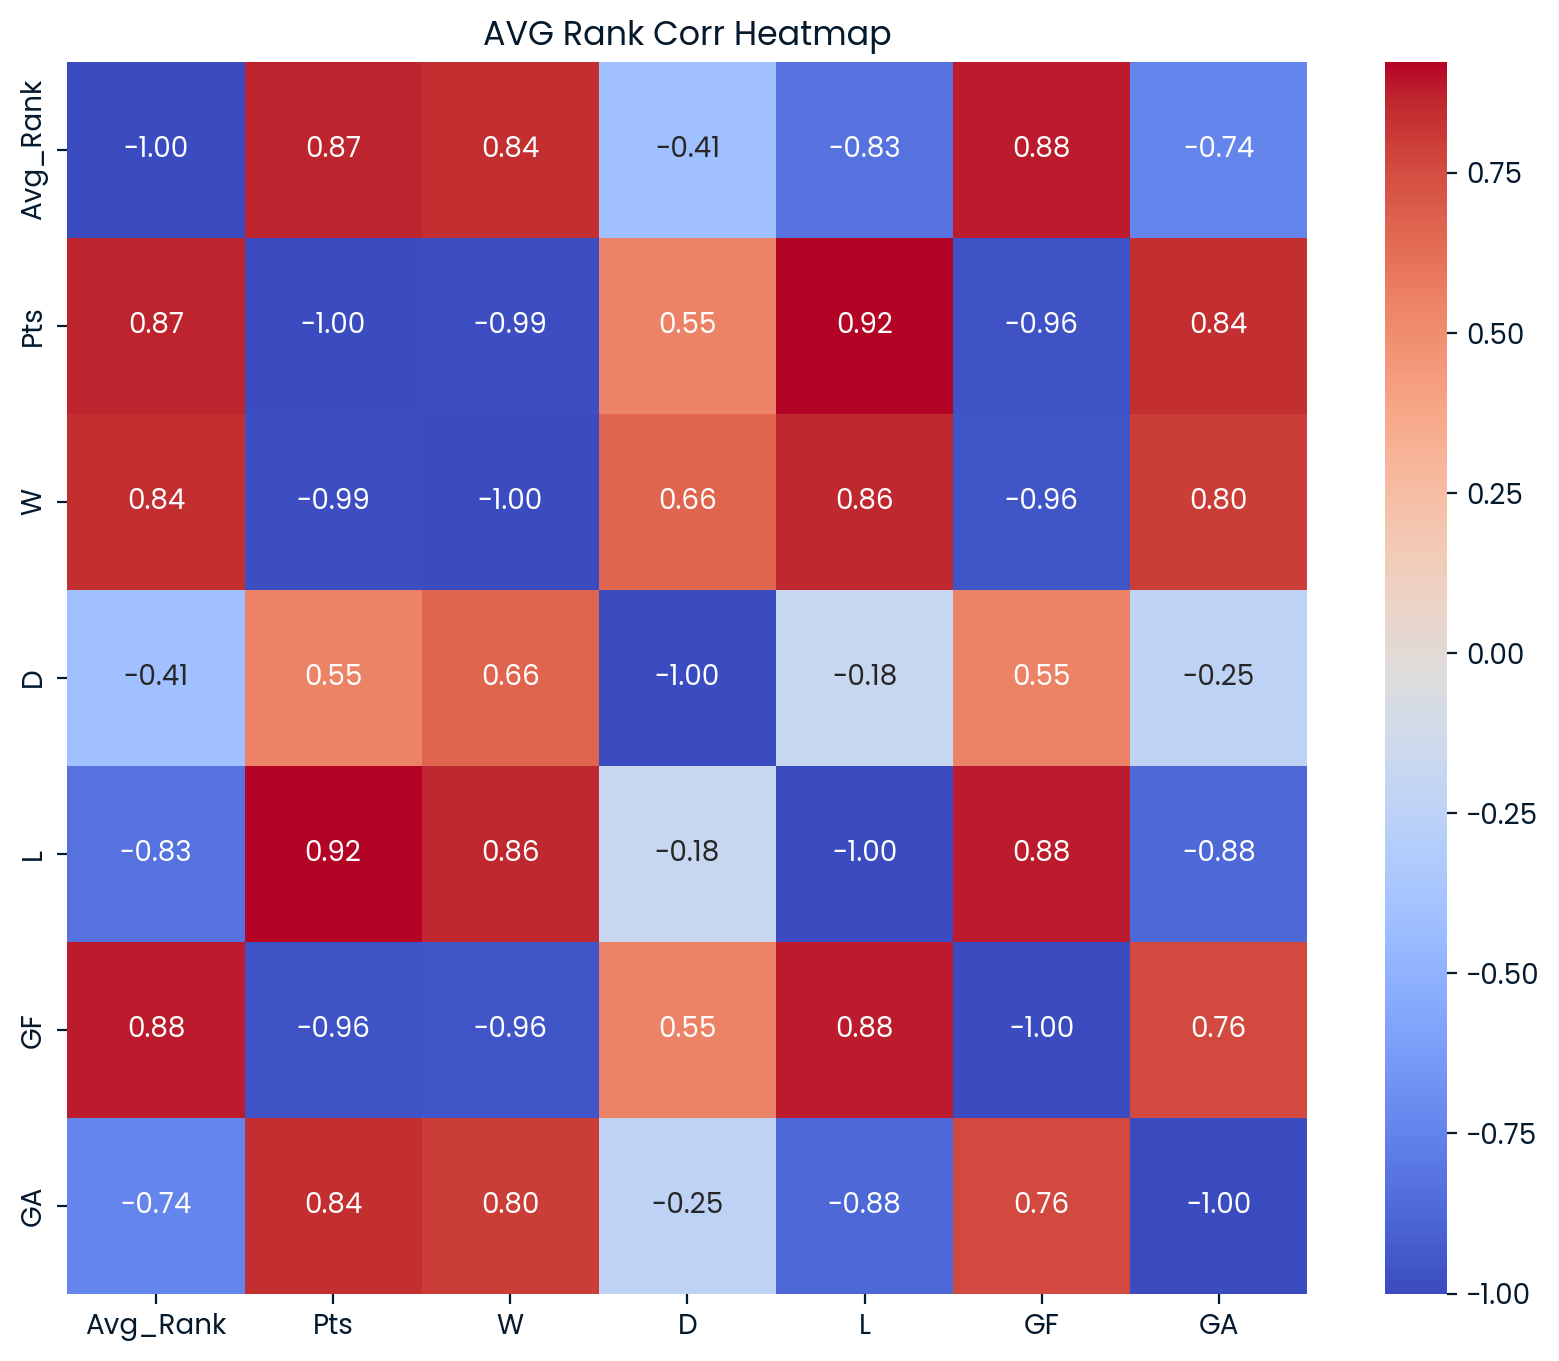 AVG Rank Corr Heatmap
Avg_Rank -1.00 0.87 0.84 -0.41 -0.83 0.88 -0.74
Pts 0.87 -1.00 -0.99 0.55 0.92 -0.96 0.84
W 0.84 -0.99 -1.00 0.66 0.86 -0.96 0.80
D -0.41 0.55 0.66 -1.00 -0.18 0.55 -0.25
L -0.83 0.92 0.86 -0.18 -1.00 0.88 -0.88
GF 0.88 -0.96 -0.96 0.55 0.88 -1.00 0.76
GA -0.74 0.84 0.80 -0.25 -0.88 0.76 -1.00
Avg_Rank Pts W D L GF GA
0.75
0.50
0.25
0.00
-0.25
-0.50
-0.75
-1.00